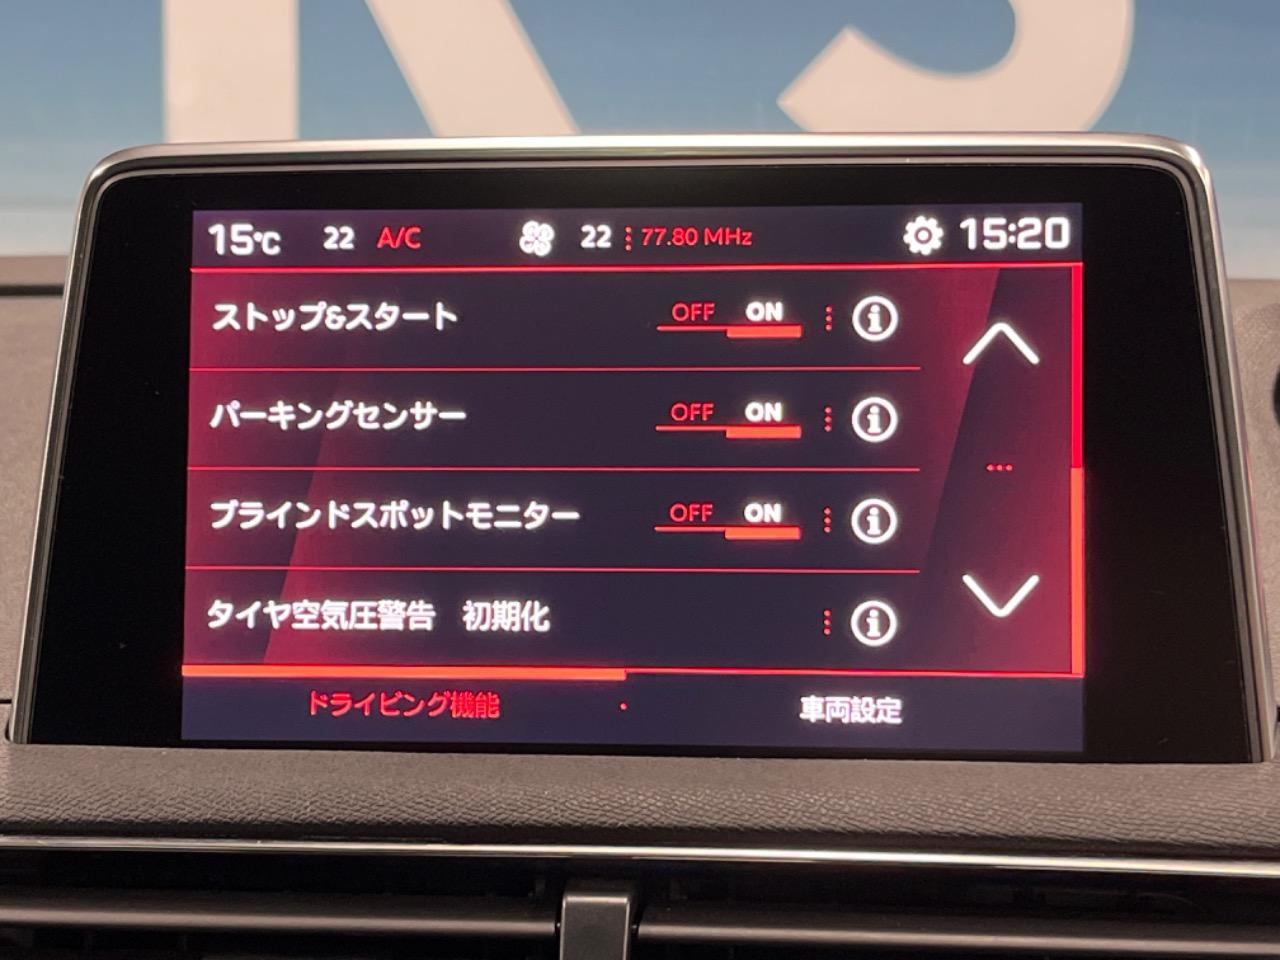 15℃ 22 A/C 22 77.80 MHz 15:20
ストップ&スタート OFF ON
パーキングセンサー OFF ON
ブラインドスポットモニター OFF ON
タイヤ空気圧警告 初期化
ドライビング機能 車両設定